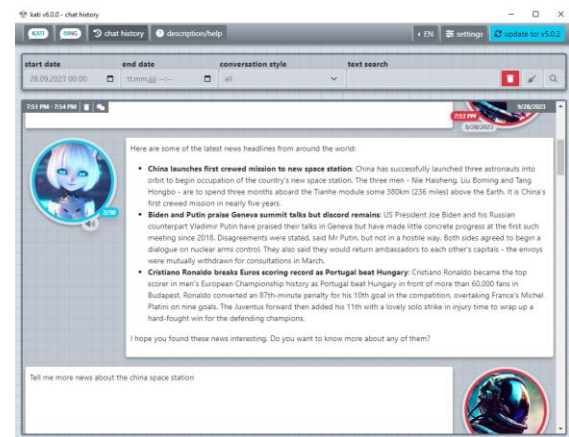 kati v6.0.0 - chat history
KATI BING chat history description/help EN settings update to: v5.0.2
start date end date conversation style text search
28.09.2023 00:00 tt.mm.jjjj --:-- all
7:51 PM - 7:54 PM 9/28/2023
7:53 PM
9/28/2023
Here are some of the latest news headlines from around the world:
• China launches first crewed mission to new space station: China has successfully launched three astronauts into
orbit to begin occupation of the country's new space station. The three men - Nie Haisheng, Liu Boming and Tang
Hongbo - are to spend three months aboard the Tianhe module some 380km (236 miles) above the Earth. It is China's
first crewed mission in nearly five years.
• Biden and Putin praise Geneva summit talks but discord remains: US President Joe Biden and his Russian
counterpart Vladimir Putin have praised their talks in Geneva but have made little concrete progress at the first such
meeting since 2018. Disagreements were stated, said Mr Putin, but not in a hostile way. Both sides agreed to begin a
dialogue on nuclear arms control. They also said they would return ambassadors to each other's capitals - the envoys
were mutually withdrawn for consultations in March.
• Cristiano Ronaldo breaks Euros scoring record as Portugal beat Hungary: Cristiano Ronaldo became the top
scorer in men's European Championship history as Portugal beat Hungary in front of more than 60,000 fans in
Budapest. Ronaldo converted an 87th-minute penalty for his 10th goal in the competition, overtaking France's Michel
Platini on nine goals. The Juventus forward then added his 11th with a lovely solo strike in injury time to wrap up a
hard-fought win for the defending champions.
2/30
I hope you found these news interesting. Do you want to know more about any of them?
Tell me more news about the china space station